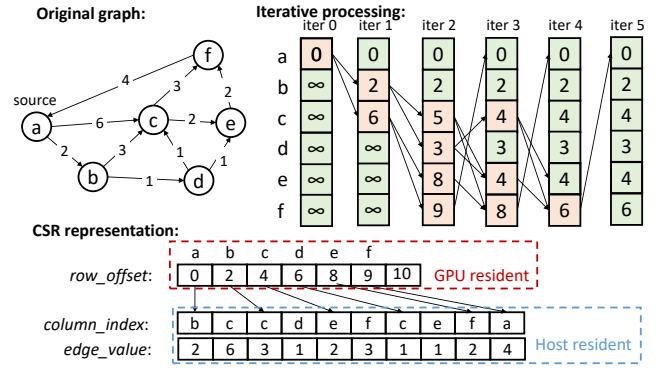 Original graph:
Iterative processing:
iter 0 iter 1 iter 2 iter 3 iter 4 iter 5
a 0 0 0 0 0 0
b ∞ 2 2 2 2 2
c ∞ 6 5 4 4 4
d ∞ ∞ 3 3 3 3
e ∞ ∞ 8 4 4 4
f ∞ ∞ 9 8 6 6
f
4
3
2
source
a
6
c
2
e
2
3
1
1
b
1
d
CSR representation:
a b c d e f
row_offset: 0 2 4 6 8 9 10
GPU resident
column_index: b c c d e f c e f a
edge_value: 2 6 3 1 2 3 1 1 2 4
Host resident